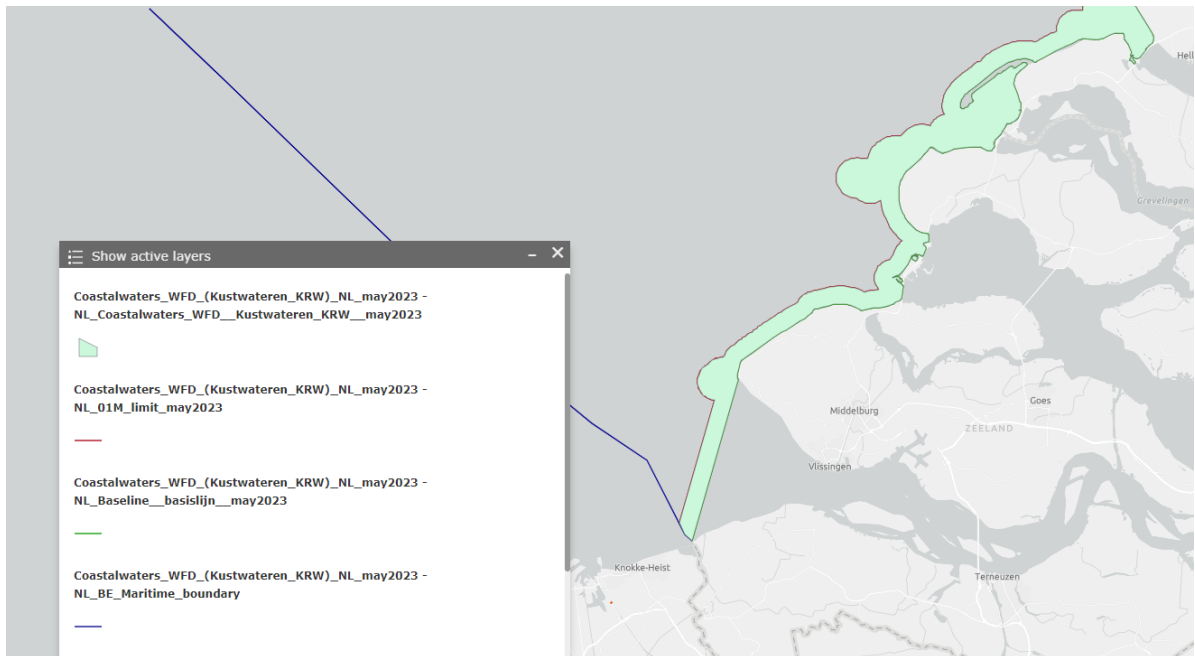 Hell
Grevelingen
Show active layers
Coastalwaters_WFD_(Kustwateren_KRW)_NL_may2023 -
NL_Coastalwaters_WFD__Kustwateren_KRW__may2023
Coastalwaters_WFD_(Kustwateren_KRW)_NL_may2023 -
NL_01M_limit_may2023
Coastalwaters_WFD_(Kustwateren_KRW)_NL_may2023 -
NL_Baseline__basislijn__may2023
Coastalwaters_WFD_(Kustwateren_KRW)_NL_may2023 -
NL_BE_Maritime_boundary
Goes
Middelburg
ZEELAND
Vlissingen
Knokke-Heist
Terneuzen